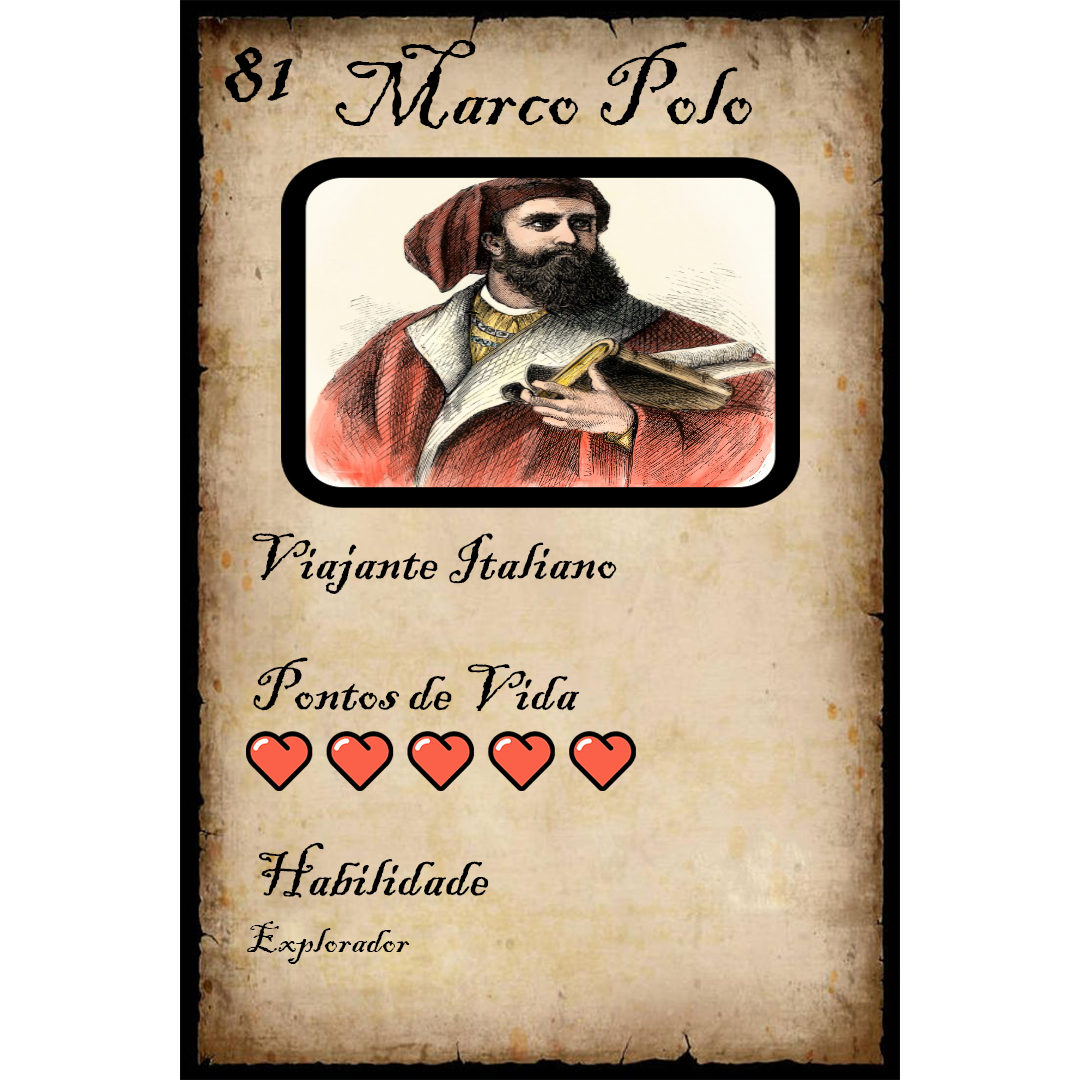 81 Marco Polo
Viajante Italiano
Pontos de Vida
Habilidade
Explorador